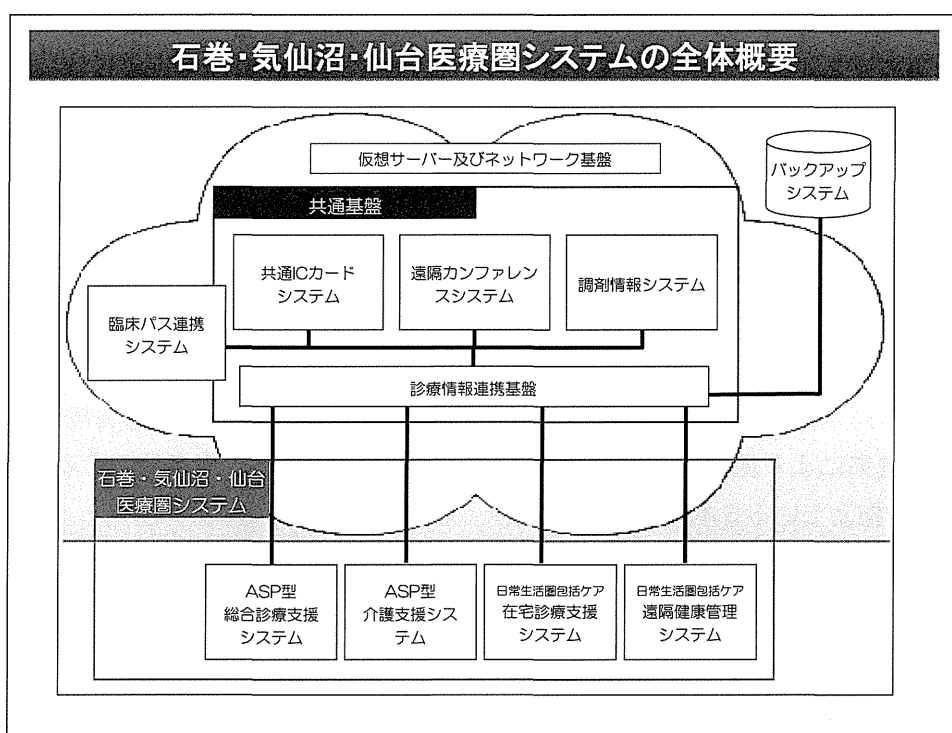 石巻・気仙沼・仙台医療圏システムの全体概要
仮想サーバー及びネットワーク基盤
バックアップ
システム
共通基盤
共通ICカード
システム
遠隔カンファレン
スシステム
調剤情報システム
臨床パス連携
システム
診療情報連携基盤
石巻・気仙沼・仙台
医療圏システム
ASP型
総合診療支援
システム
ASP型
介護支援シス
テム
日常生活圏包括ケア
在宅診療支援
システム
日常生活圏包括ケア
遠隔健康管理
システム